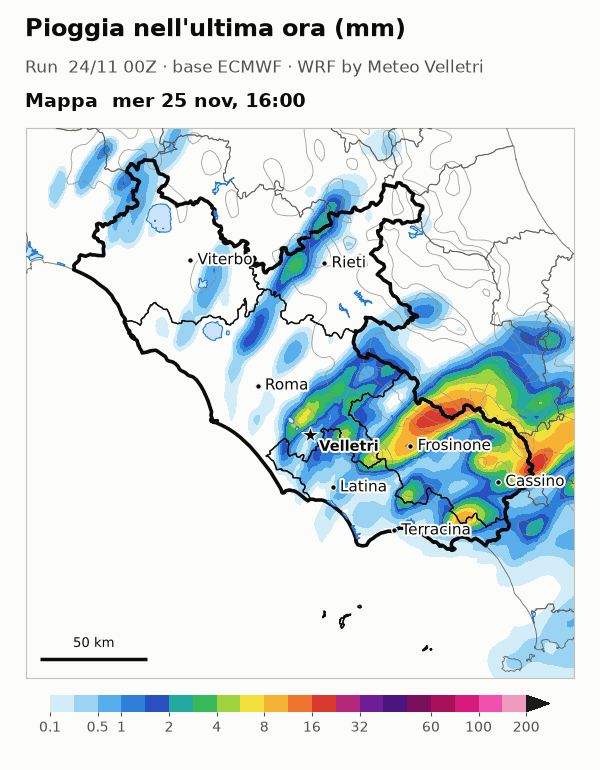 Pioggia nell'ultima ora (mm)
Run  24/11 00Z · base ECMWF · WRF by Meteo Velletri
Mappa  mer 25 nov, 16:00
Viterbo
Rieti
Roma
Velletri
Frosinone
Cassino
Latina
Terracina
50 km
0.1 0.5 1 2 4 8 16 32 60 100 200